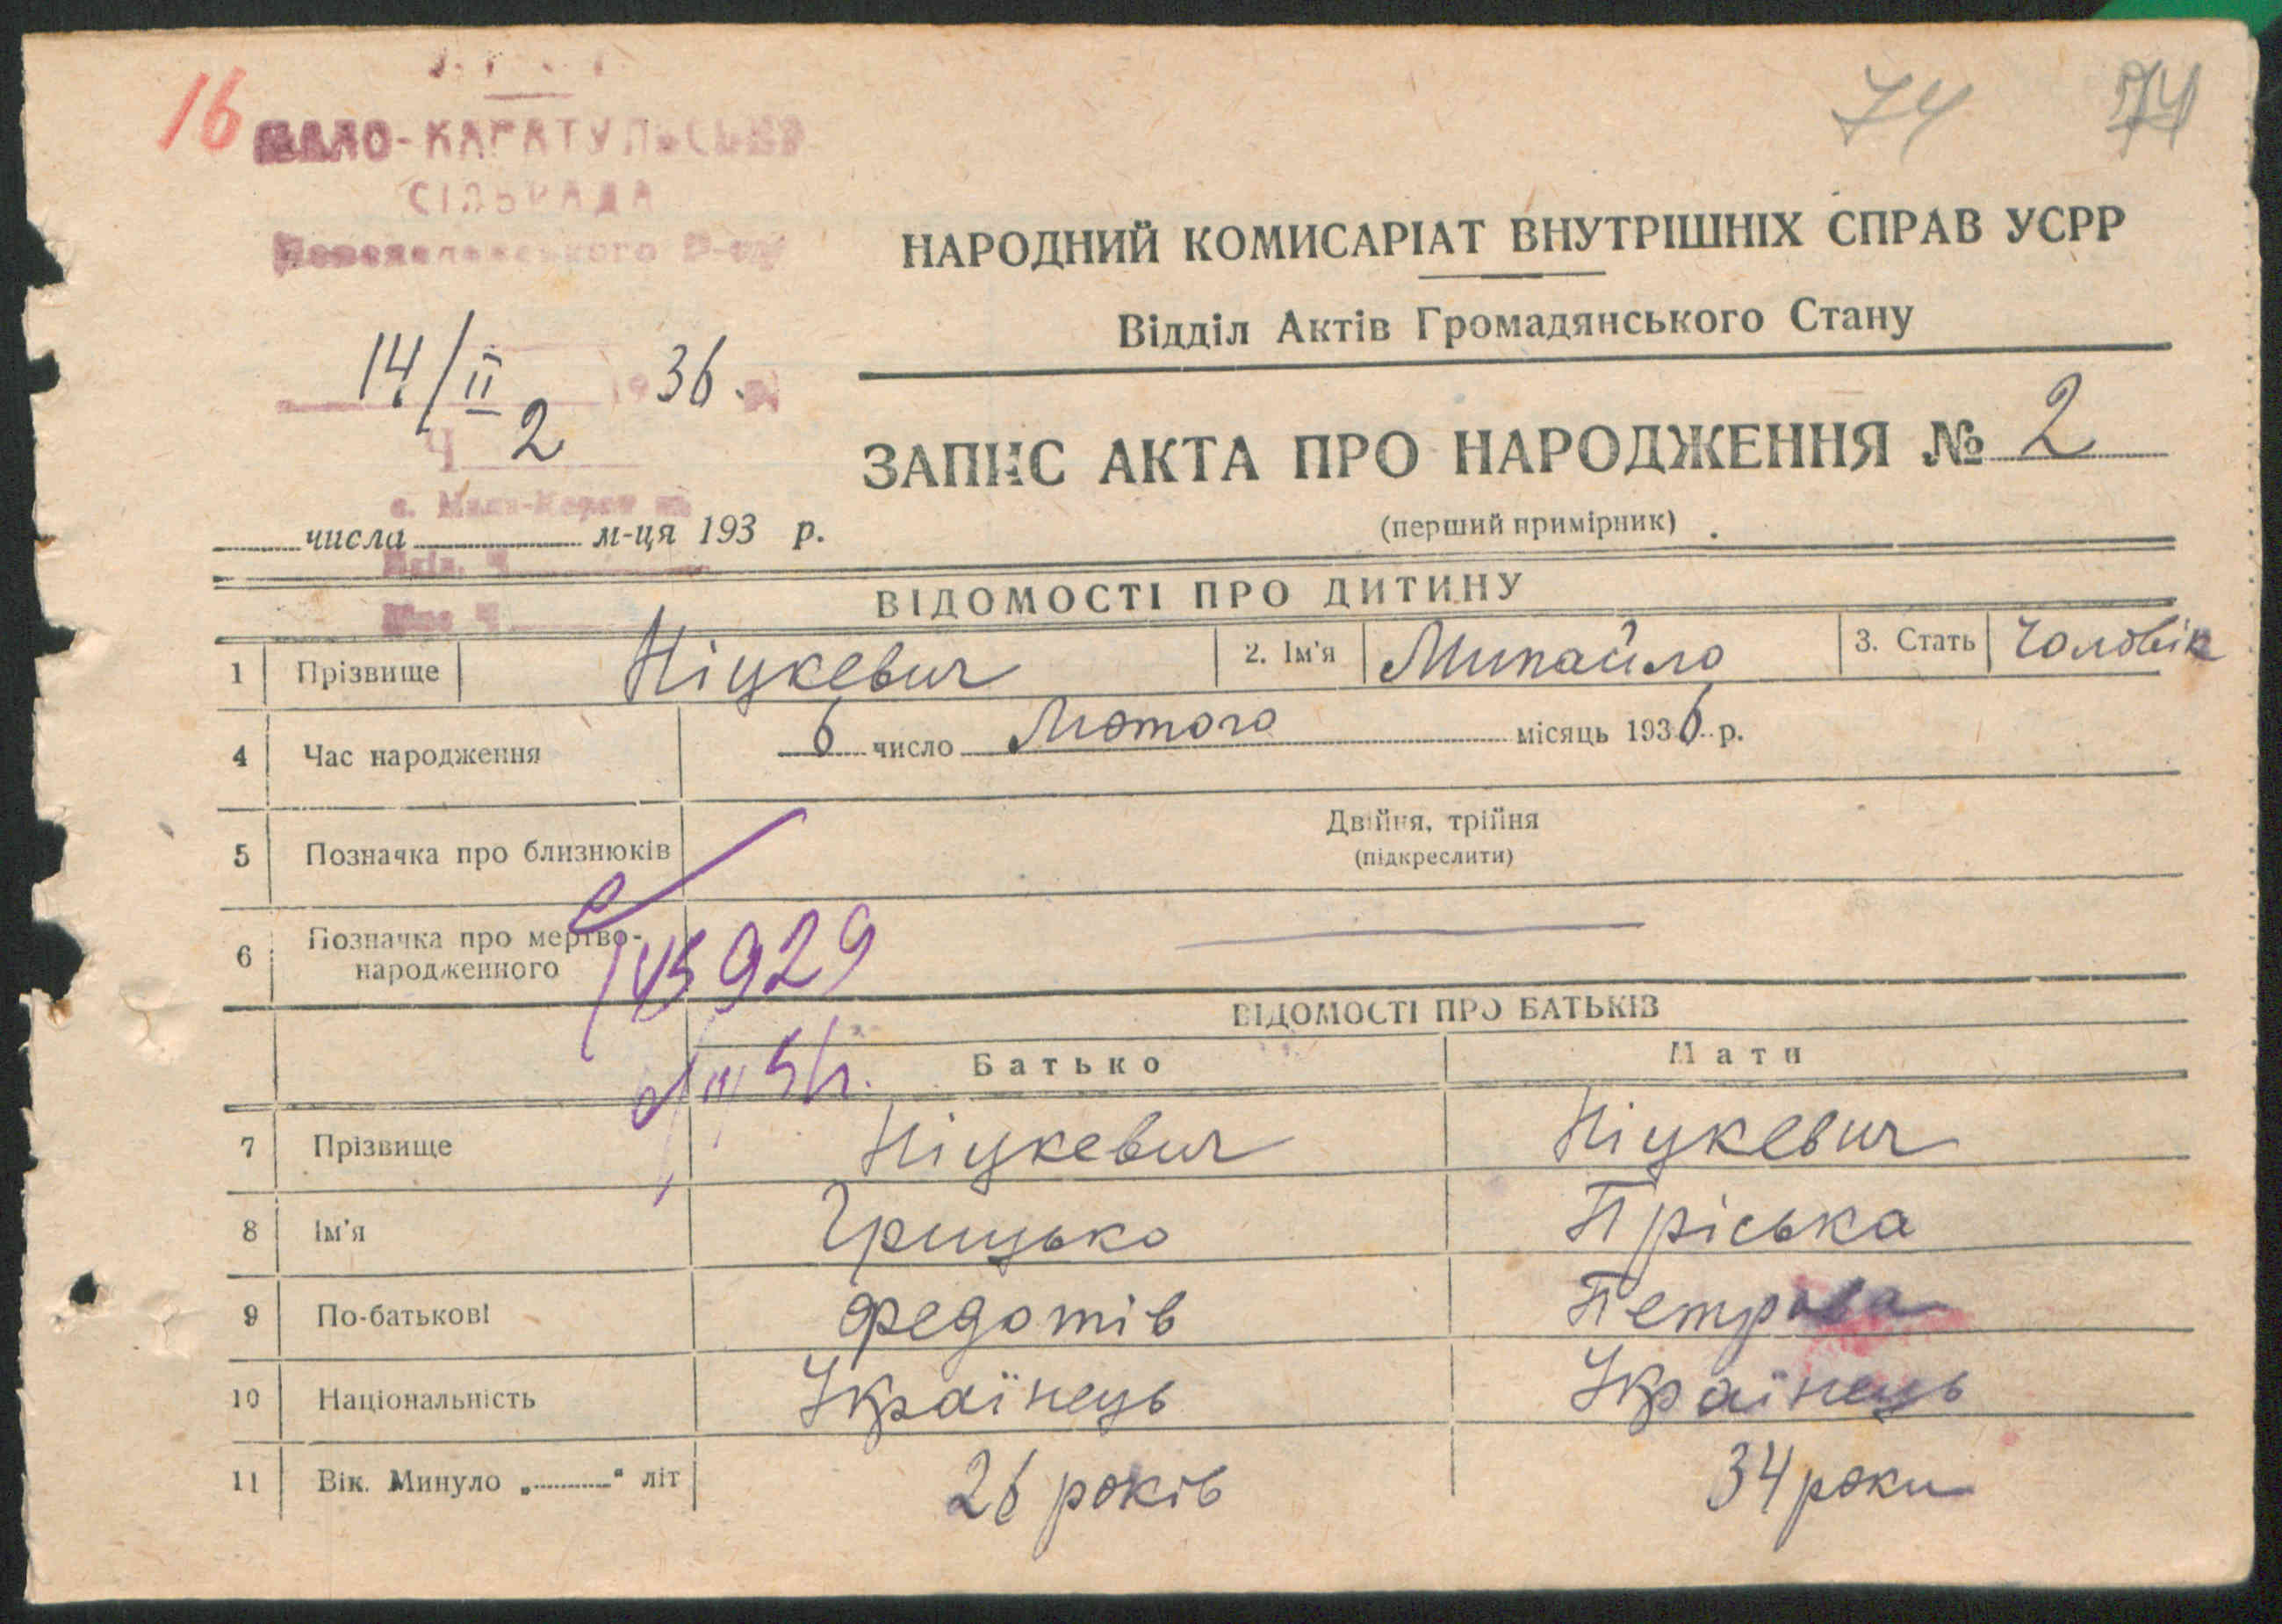 16
74 74
МАЛО-КАРАТУЛЬСЬКА
СІЛЬРАДА
НАРОДНИЙ КОМИСАРІАТ ВНУТРІШНІХ СПРАВ УСРР
Відділ Актів Громадянського Стану
14/II 1936 р.
Ч 2
ЗАПИС АКТА ПРО НАРОДЖЕННЯ № 2
(перший примірник)
числа м-ця 193 р.
ВІДОМОСТІ ПРО ДИТИНУ
1 Прізвище Ніцкевич 2. Ім'я Михайло 3. Стать Чоловік
4 Час народження 6 число Лютого місяць 1936 р.
5 Позначка про близнюків Двійня, трійня
(підкреслити)
6 Позначка про мертво-
народженного
ВІДОМОСТІ ПРО БАТЬКІВ
Батько Мати
7 Прізвище Ніцкевич Ніцкевич
8 Ім'я Грицько Пріська
9 По-батькові Федотів Петрова
10 Національність Українець Українець
11 Вік. Минуло „ " літ 26 років 34 роки